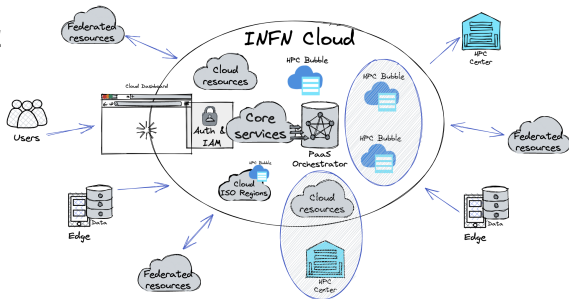 Federated
resources
INFN Cloud
HPC
Center
HPC Bubble
Cloud
resources
HPC Bubble
Cloud Dashboard
Users
Auth &
IAM
Core
services
PaaS
Orchestrator
HPC Bubble
Federated
resources
HPC Bubble
Cloud
ISO Regions
Cloud
resources
Data
Edge
Data
Edge
Federated
resources
HPC
Center